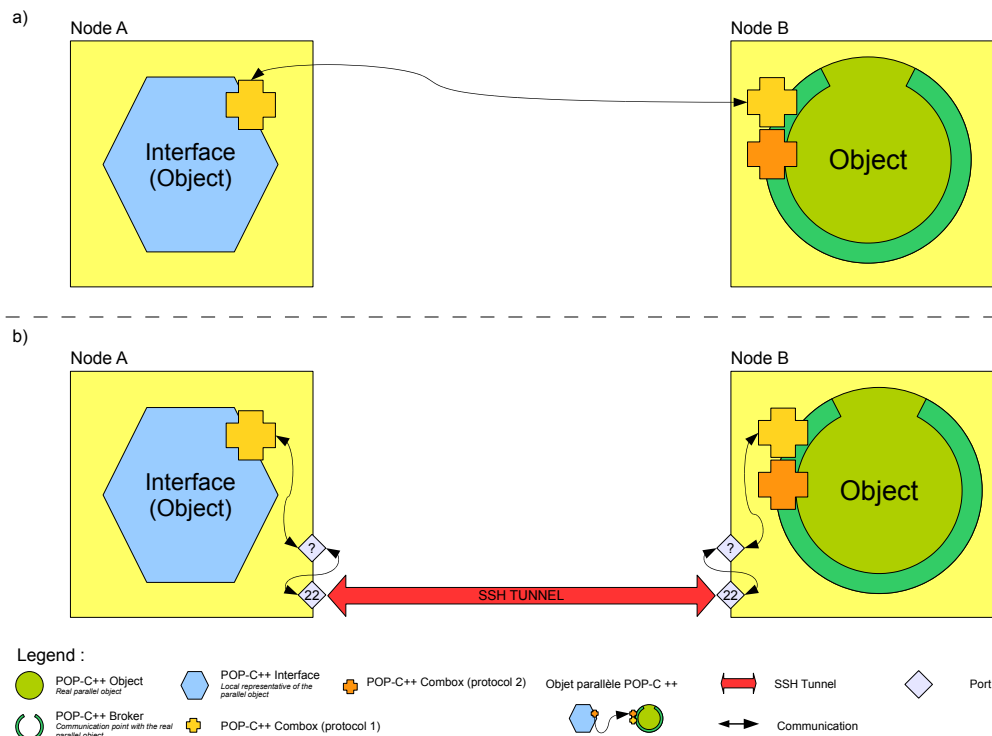 a)
Node A
Node B
Interface
(Object)
Object
b)
Node A
Node B
Interface
(Object)
Object
?
?
22
SSH TUNNEL
22
Legend :
POP-C++ Object
Real parallel object
POP-C++ Interface
Local representative of the
parallel object
POP-C++ Combox (protocol 2)
Objet parallèle POP-C ++
SSH Tunnel
Port
POP-C++ Broker
Communication point with the real
parallel object
POP-C++ Combox (protocol 1)
Communication